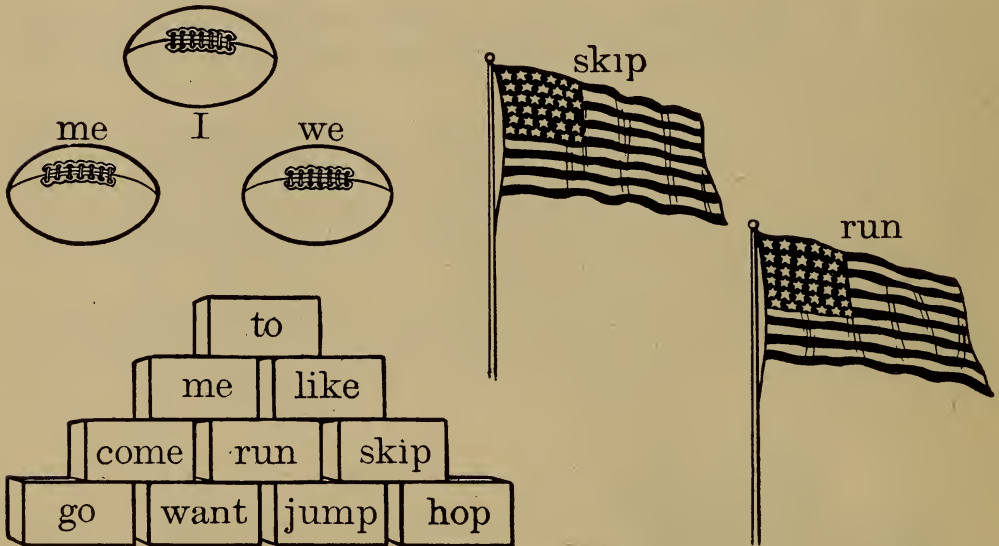 I
me we
skip
run
to
me like
come run skip
go want jump hop